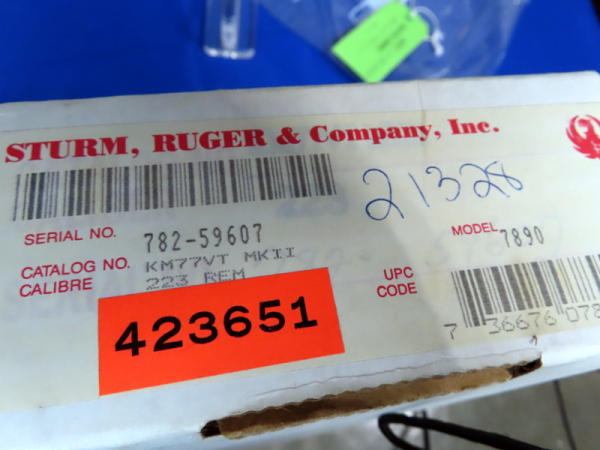 STURM, RUGER & Company, Inc.
21328
SERIAL NO. 782-59607
MODEL 7890
CATALOG NO. KM77VT MKII
CALIBRE 223 REM
UPC CODE
7 36676 078
423651